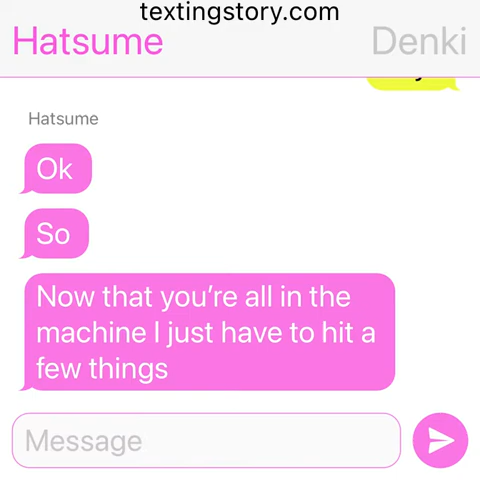 textingstory.com
Hatsume
Denki
Hatsume
Ok
So
Now that you’re all in the
machine I just have to hit a
few things
Message